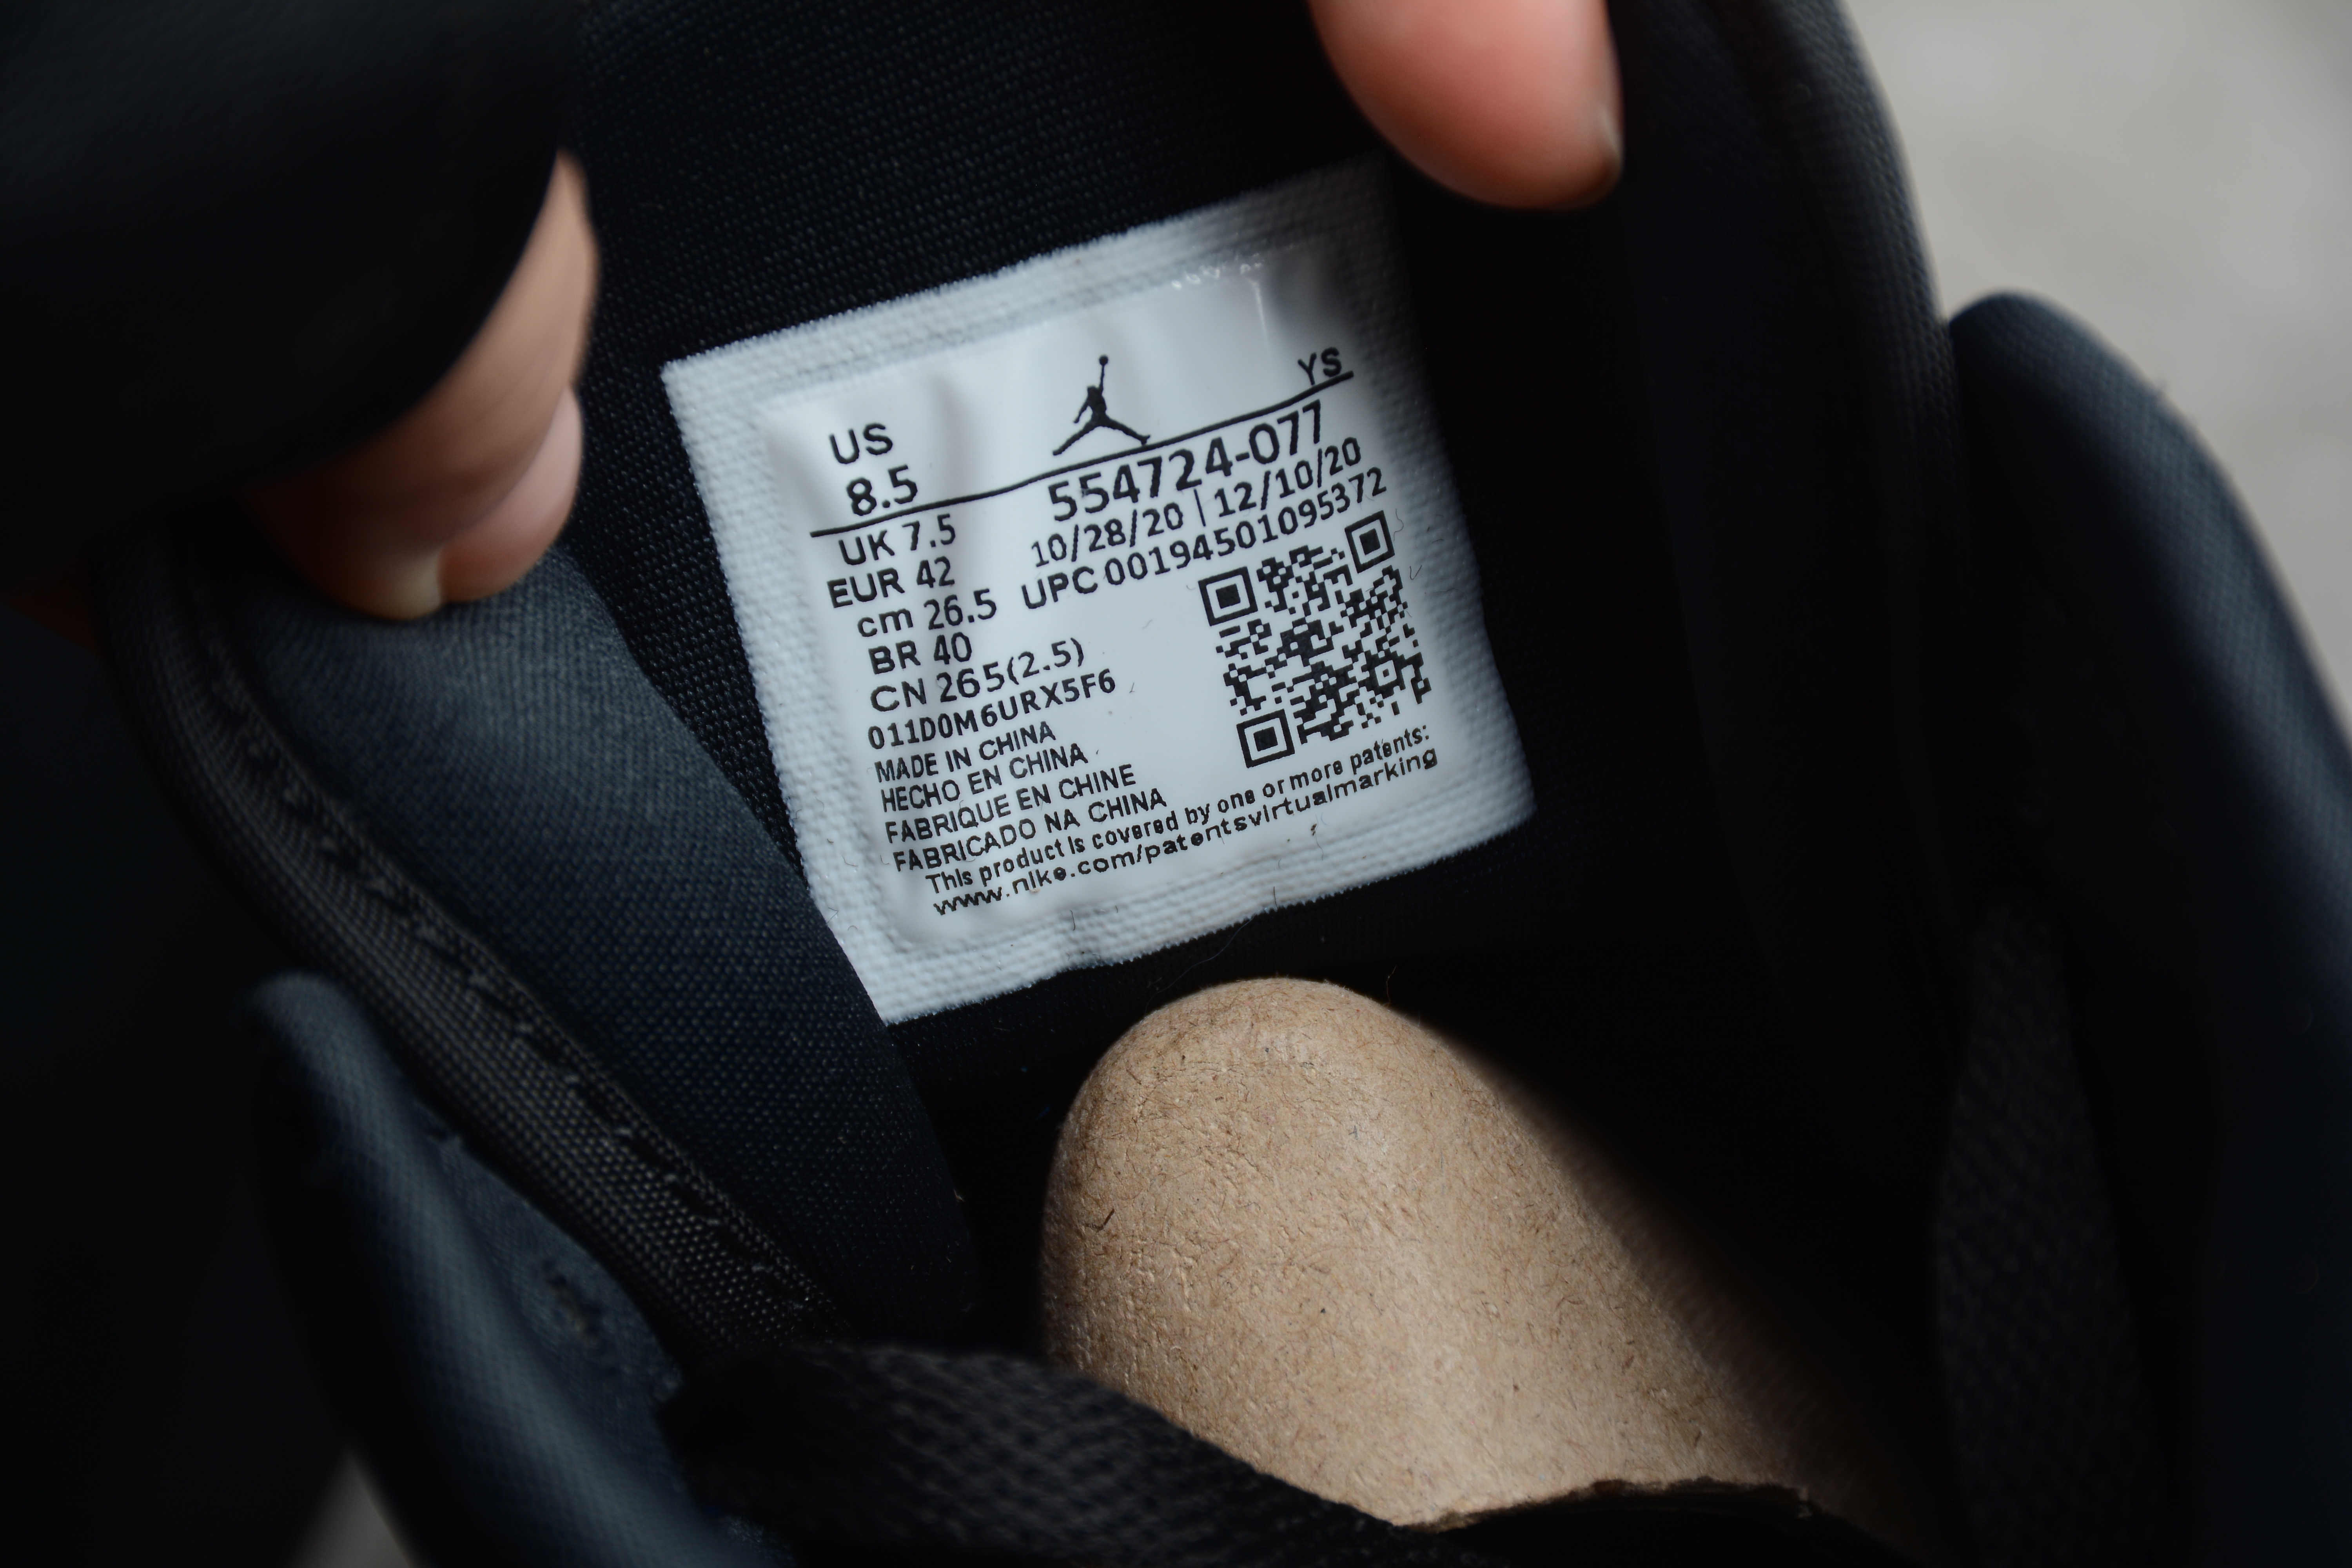 US
8.5
YS
554724-077
10/28/20 | 12/10/20
UPC 00194501095372
UK 7.5
EUR 42
cm 26.5
BR 40
CN 265(2.5)
011D0M6URX5F6
MADE IN CHINA
HECHO EN CHINA
FABRIQUE EN CHINE
FABRICADO NA CHINA
This product is covered by one or more patents:
www.nike.com/patentsvirtualmarking